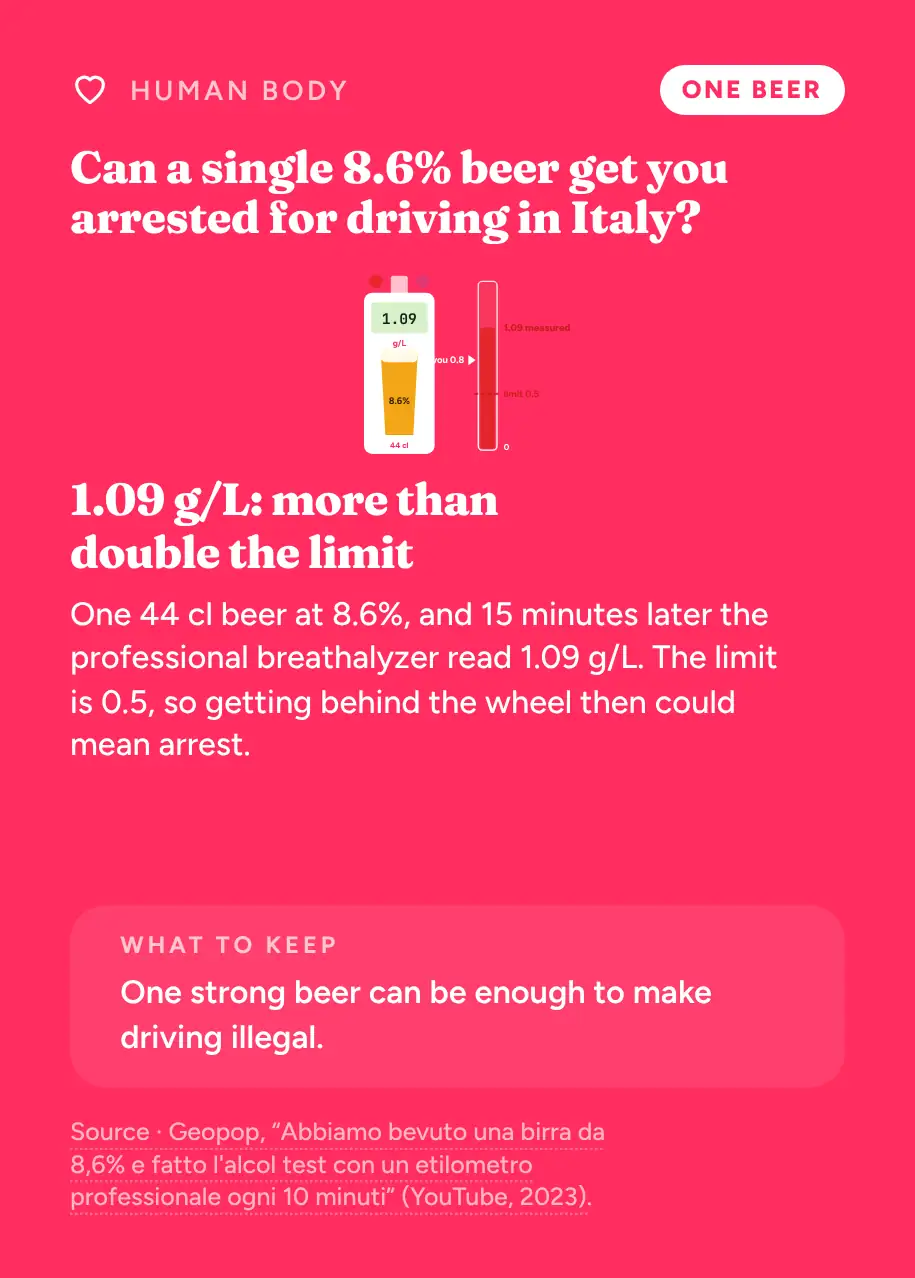 HUMAN BODY
ONE BEER
Can a single 8.6% beer get you
arrested for driving in Italy?
1.09
g/L
8.6%
44 cl
you 0.8
1.09 measured
limit 0.5
0
1.09 g/L: more than
double the limit
One 44 cl beer at 8.6%, and 15 minutes later the
professional breathalyzer read 1.09 g/L. The limit
is 0.5, so getting behind the wheel then could
mean arrest.
WHAT TO KEEP
One strong beer can be enough to make
driving illegal.
Source · Geopop, “Abbiamo bevuto una birra da
8,6% e fatto l'alcol test con un etilometro
professionale ogni 10 minuti” (YouTube, 2023).